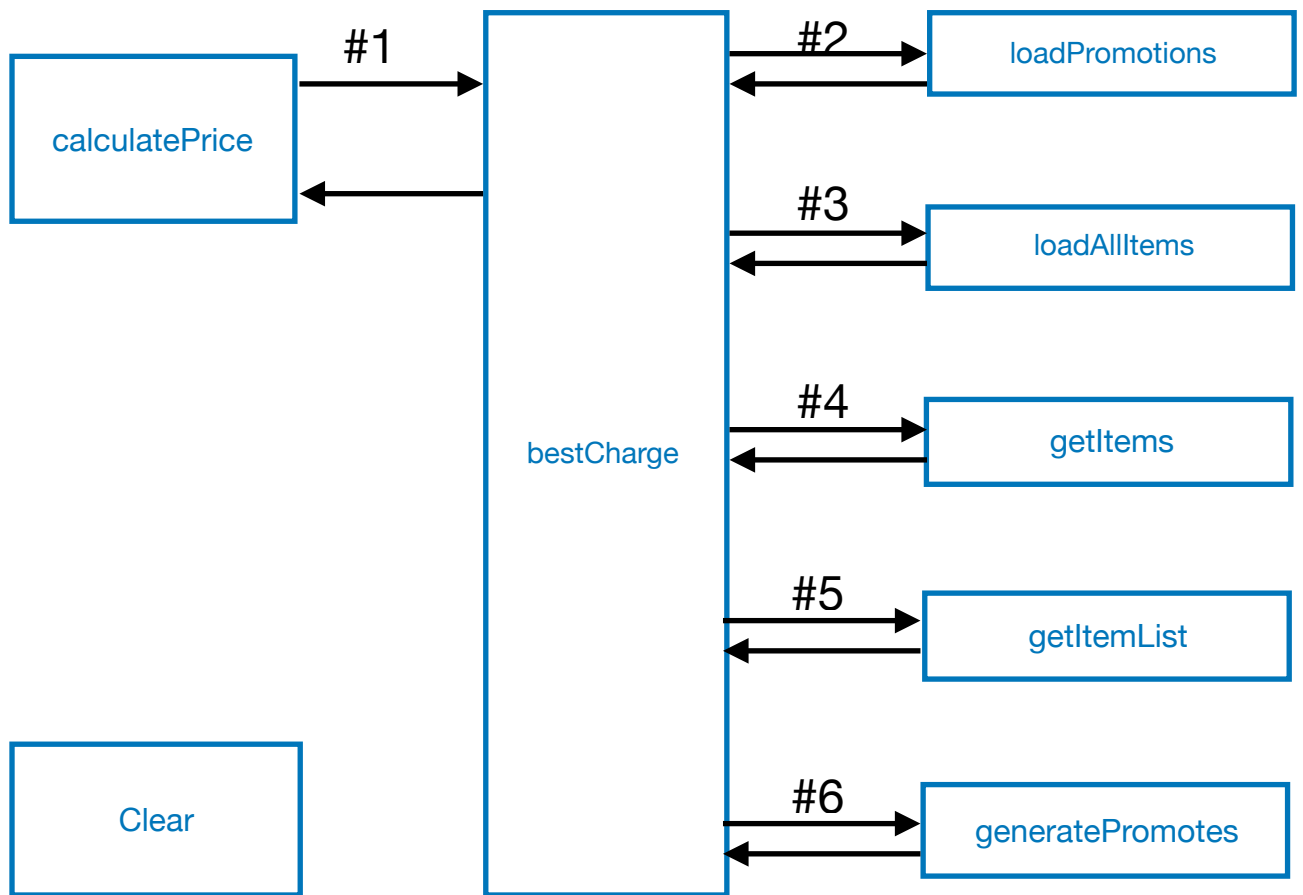 #1
calculatePrice
#2
loadPromotions
#3
loadAllItems
#4
getItems
bestCharge
#5
getItemList
Clear
#6
generatePromotes